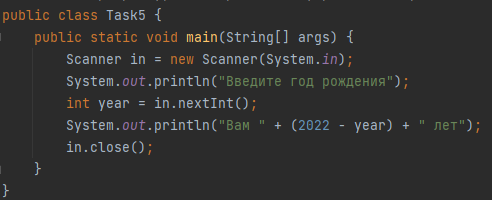 public class Task5 {
public static void main(String[] args) {
Scanner in = new Scanner(System.in);
System.out.println("Введите год рождения");
int year = in.nextInt();
System.out.println("Вам " + (2022 - year) + " лет");
in.close();
}
}